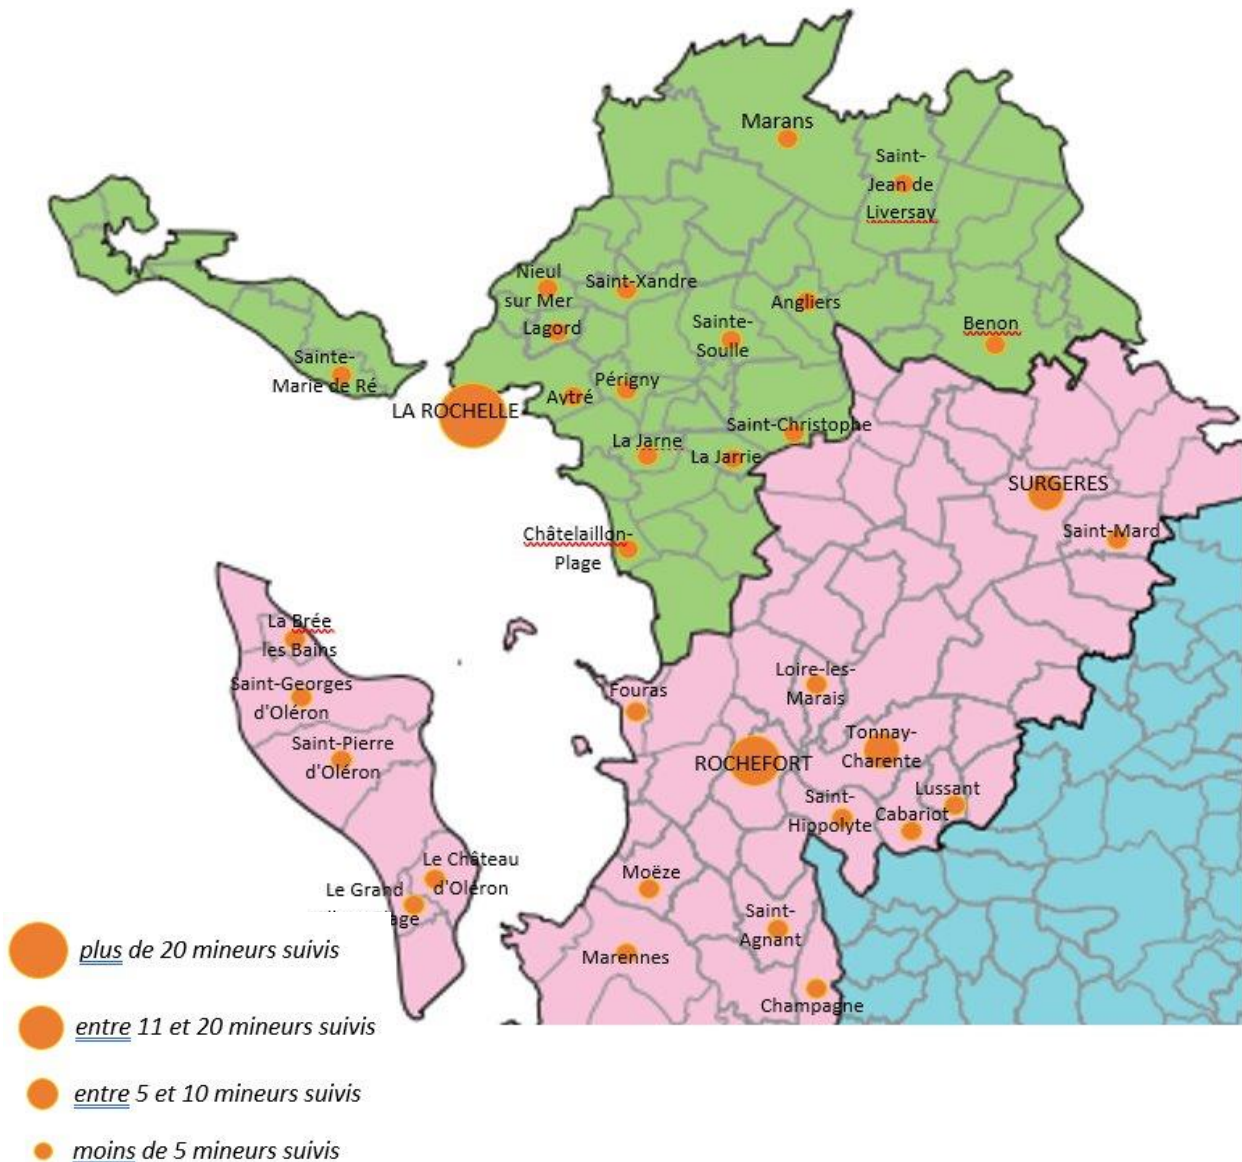 Marans
Saint-
Jean de
Liversay
Nieul
sur Mer
Saint-Xandre
Angliers
Lagord
Sainte-
Soulle
Benon
Sainte-
Marie de Ré
Périgny
Aytré
LA ROCHELLE
Saint-Christophe
La Jarne
La Jarrie
SURGERES
Saint-Mard
Châtelaillon-
Plage
La Brée
les Bains
Saint-Georges
d'Oléron
Saint-Pierre
d'Oléron
Fouras
Loire-les-
Marais
Tonnay-
Charente
ROCHEFORT
Lussant
Saint-
Hippolyte
Cabariot
Le Château
d'Oléron
Le Grand
Moëze
Saint-
Agnant
Marennes
Champagne
plus de 20 mineurs suivis
entre 11 et 20 mineurs suivis
entre 5 et 10 mineurs suivis
moins de 5 mineurs suivis